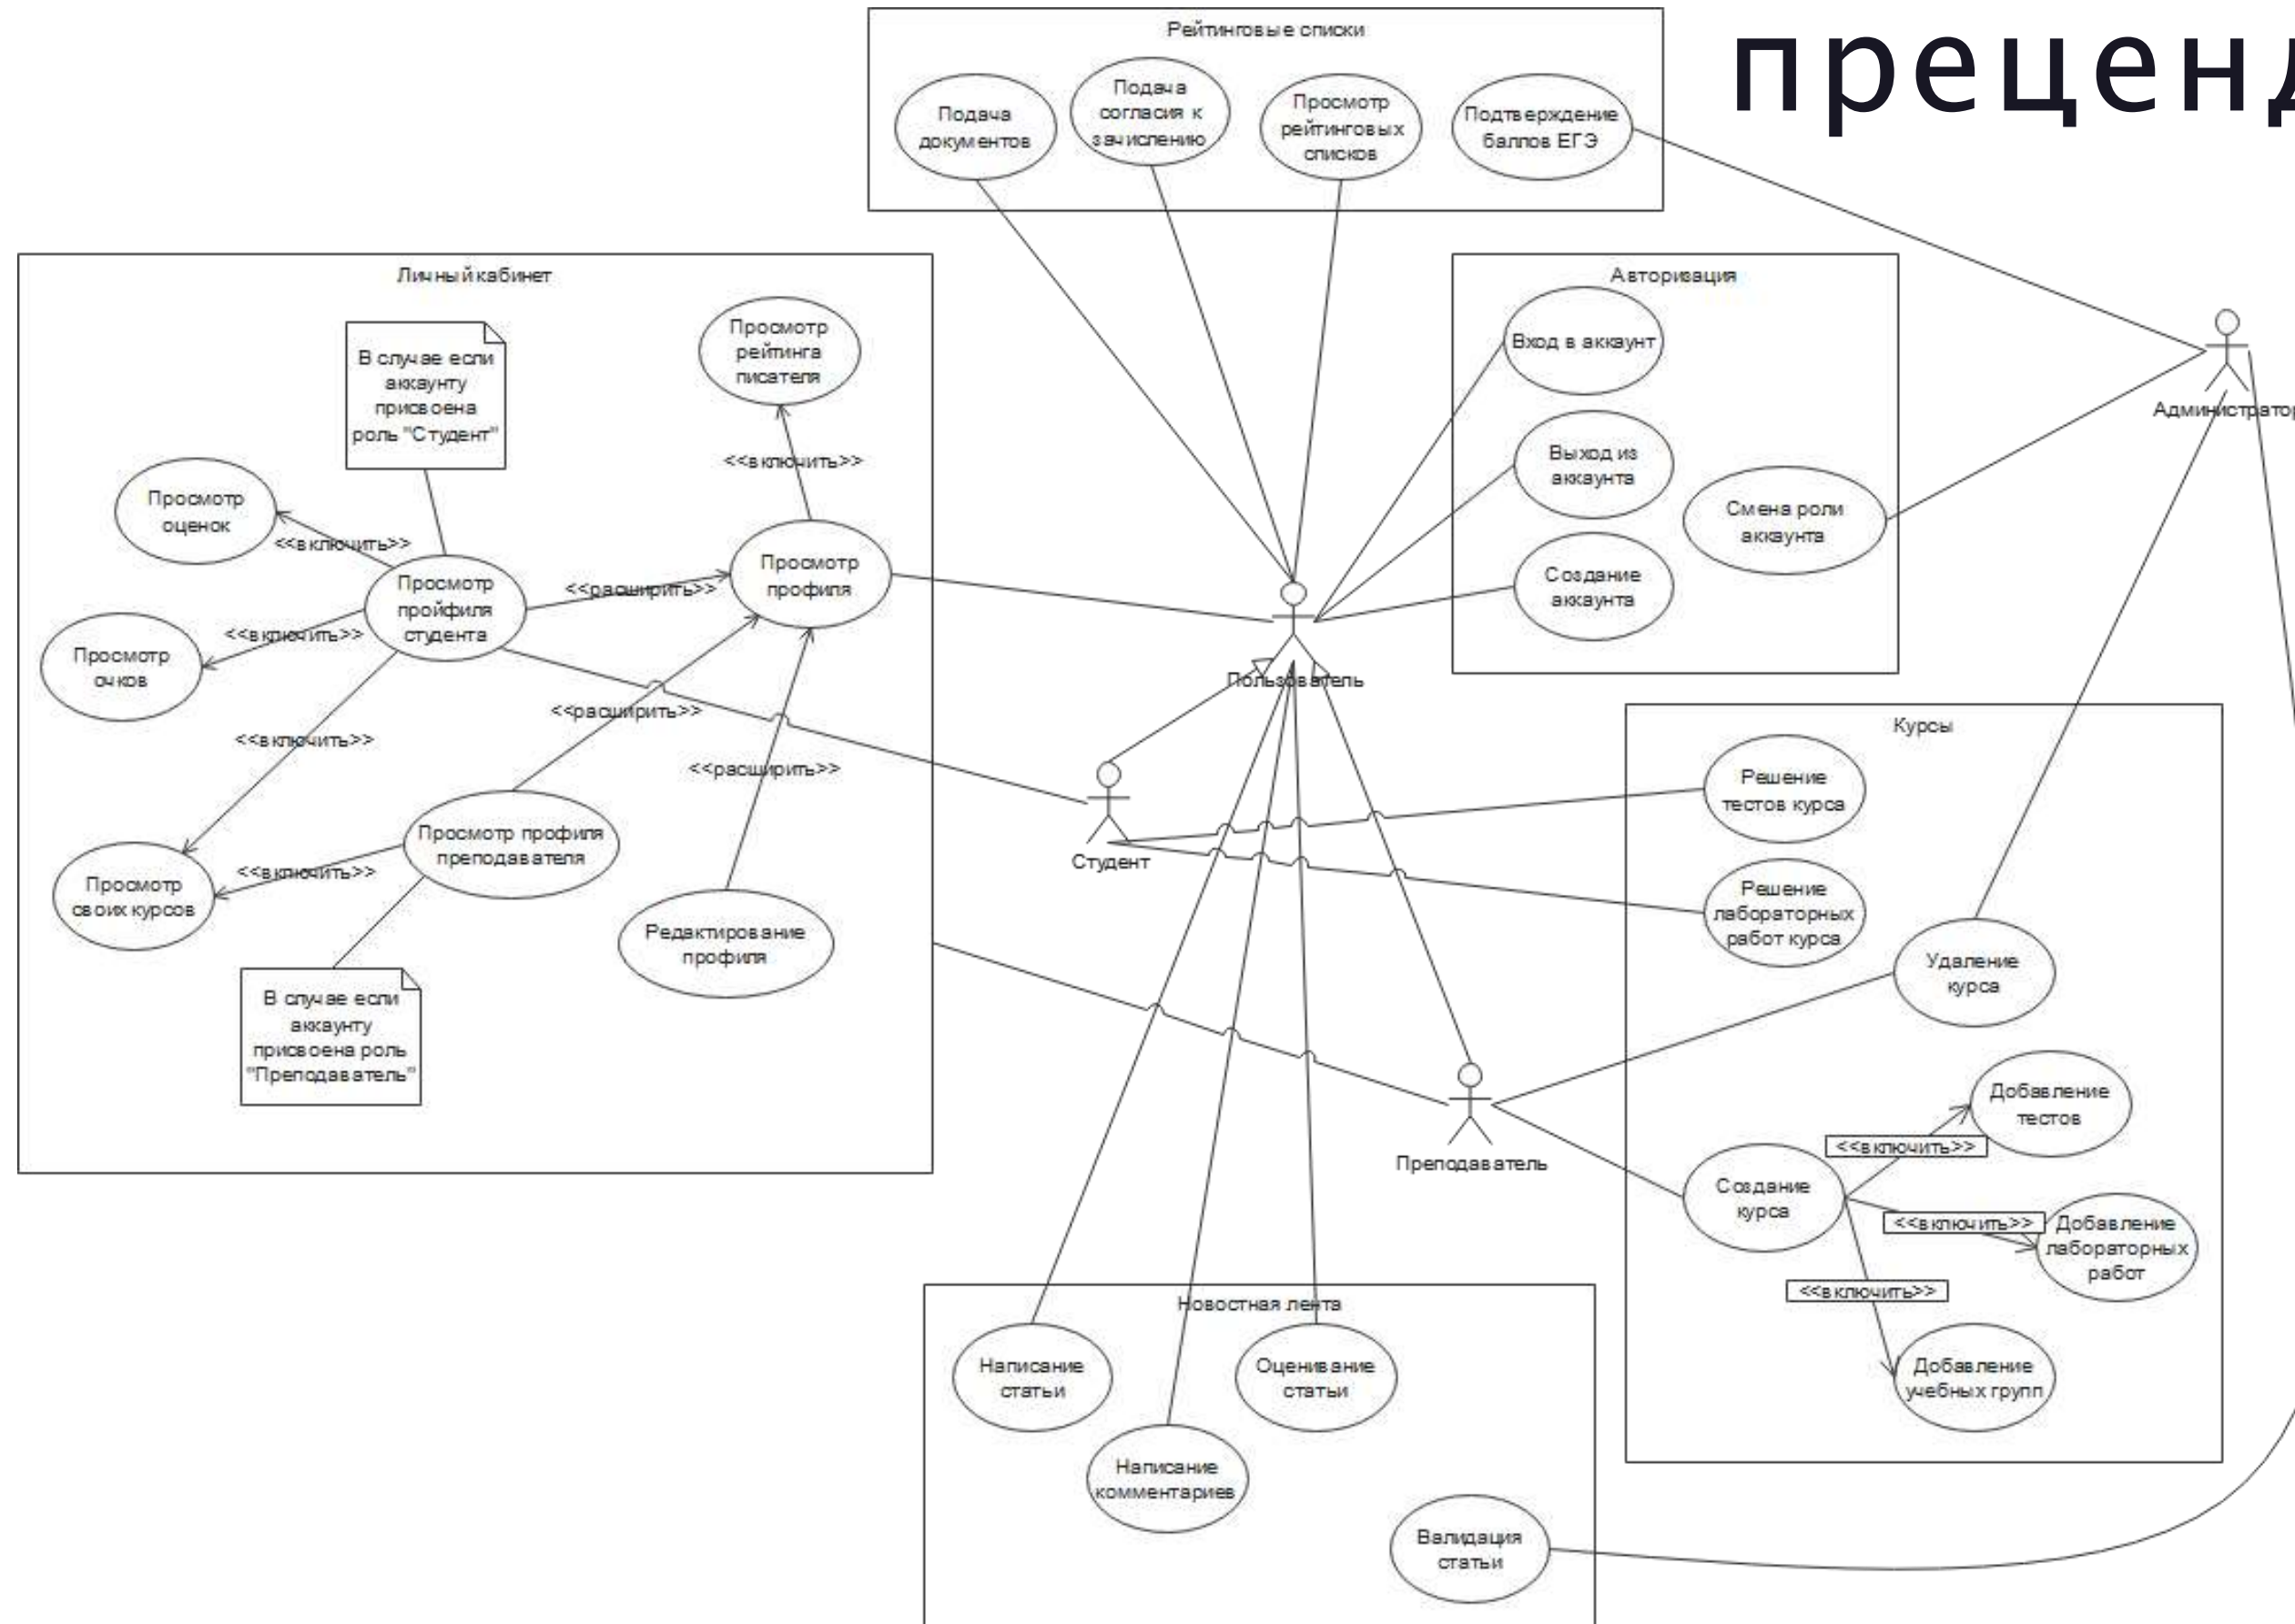 преценд
Рейтинговые списки
Подача
документов
Подача
согласия к
зачислению
Просмотр
рейтинговых
списков
Подтверждение
баллов ЕГЭ
Личный кабинет
В случае если
аккаунту
присвоена
роль "Студент"
Просмотр
рейтинга
писателя
<<включить>>
Просмотр
оценок
<<включить>>
Просмотр
пройфиля
студента
<<расширить>>
Просмотр
профиля
<<включить>>
Просмотр
очков
<<расширить>>
<<включить>>
<<расширить>>
Просмотр профиля
преподавателя
<<включить>>
Просмотр
своих курсов
Редактирование
профиля
В случае если
аккаунту
присвоена роль
"Преподаватель"
Авторизация
Вход в аккаунт
Выход из
аккаунта
Смена роли
аккаунта
Создание
аккаунта
Администратор
Пользователь
Студент
Преподаватель
Курсы
Решение
тестов курса
Решение
лабораторных
работ курса
Удаление
курса
Добавление
тестов
<<включить>>
Создание
курса
<<включить>>
Добавление
лабораторных
работ
<<включить>>
Добавление
учебных групп
Новостная лента
Написание
статьи
Оценивание
статьи
Написание
комментариев
Валидация
статьи